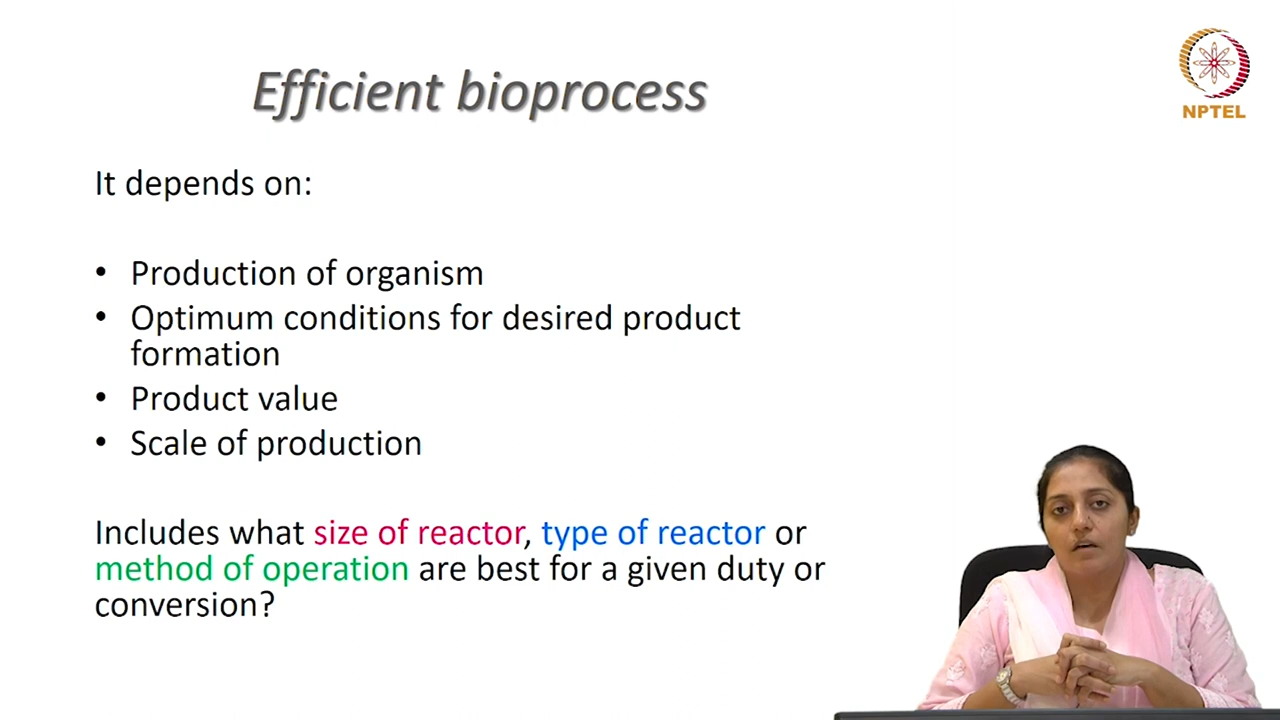 Efficient bioprocess
NPTEL
It depends on:
• Production of organism
• Optimum conditions for desired product
formation
• Product value
• Scale of production
Includes what size of reactor, type of reactor or
method of operation are best for a given duty or
conversion?